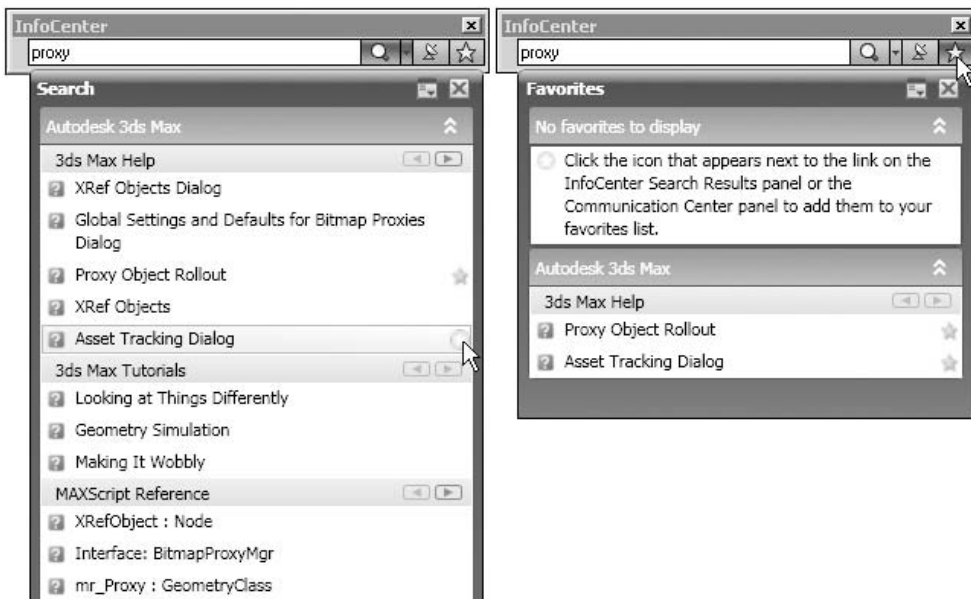 InfoCenter
proxy
Search
Autodesk 3ds Max
3ds Max Help
XRef Objects Dialog
Global Settings and Defaults for Bitmap Proxies
Dialog
Proxy Object Rollout
XRef Objects
Asset Tracking Dialog
3ds Max Tutorials
Looking at Things Differently
Geometry Simulation
Making It Wobbly
MAXScript Reference
XRefObject : Node
Interface: BitmapProxyMgr
mr_Proxy : GeometryClass
InfoCenter
proxy
Favorites
No favorites to display
Click the icon that appears next to the link on the
InfoCenter Search Results panel or the
Communication Center panel to add them to your
favorites list.
Autodesk 3ds Max
3ds Max Help
Proxy Object Rollout
Asset Tracking Dialog